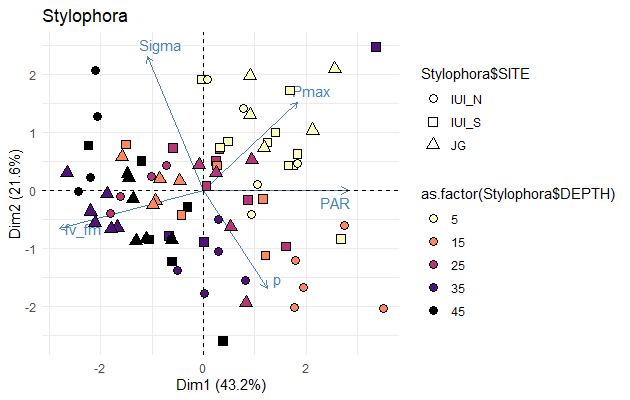 Stylophora
Sigma
Pmax
PAR
fv_fm
p
2
1
0
-1
-2
Dim2 (21.6%)
-2
0
2
Dim1 (43.2%)
Stylophora$SITE
IUI_N
IUI_S
JG
as.factor(Stylophora$DEPTH)
5
15
25
35
45